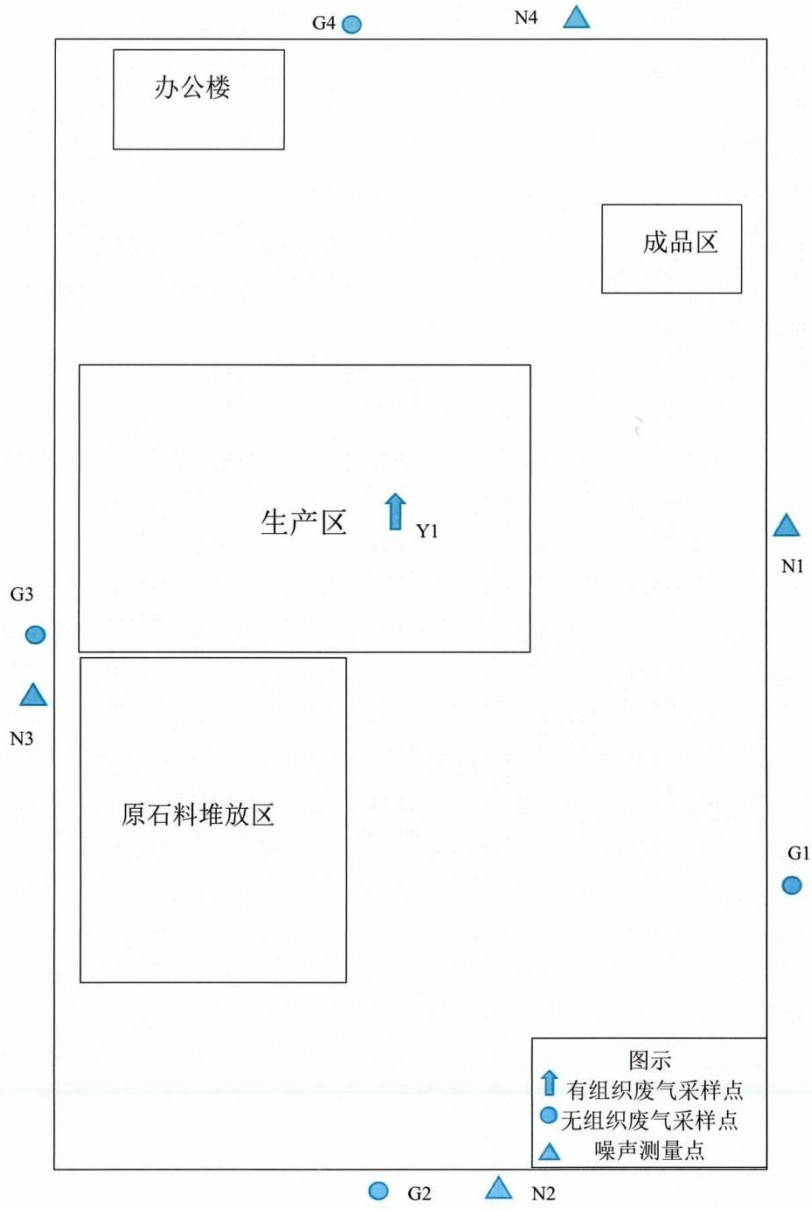 G4
N4
办公楼
成品区
生产区
Y1
N1
G3
N3
原石料堆放区
G1
图示
有组织废气采样点
无组织废气采样点
噪声测量点
G2
N2